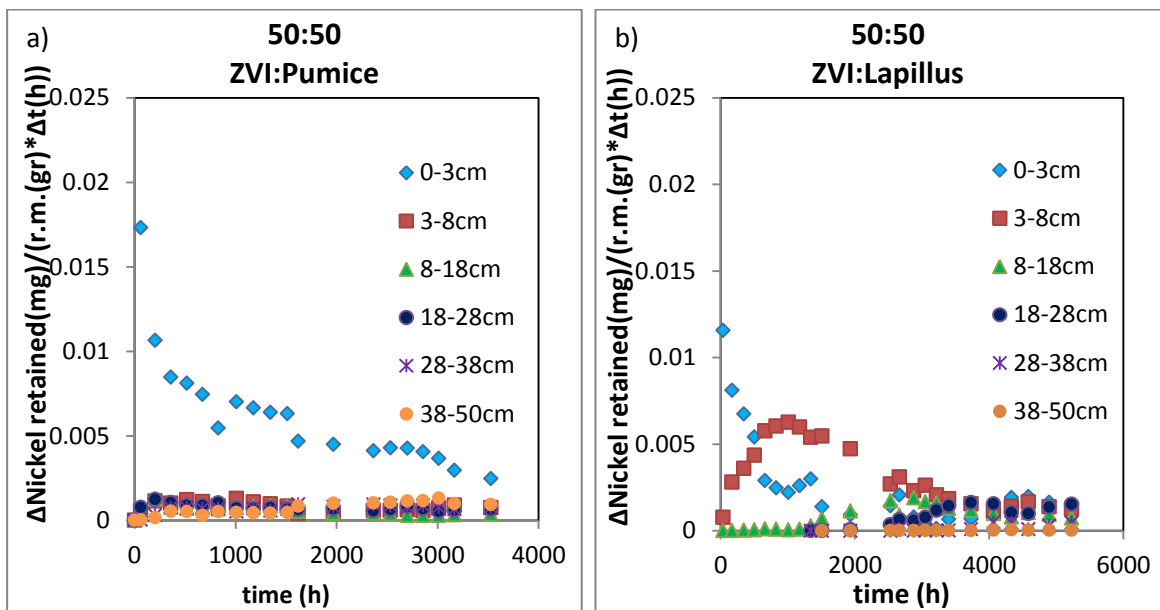 a)
50:50
ZVI:Pumice
ΔNickel retained(mg)/(r.m.(gr)*Δt(h))
0.025
0.02
0.015
0.01
0.005
0
0-3cm
3-8cm
8-18cm
18-28cm
28-38cm
38-50cm
0
1000
2000
3000
4000
time (h)
b)
50:50
ZVI:Lapillus
ΔNickel retained(mg)/(r.m.(gr)*Δt(h))
0.025
0.02
0.015
0.01
0.005
0
0-3cm
3-8cm
8-18cm
18-28cm
28-38cm
38-50cm
0
2000
4000
6000
time (h)